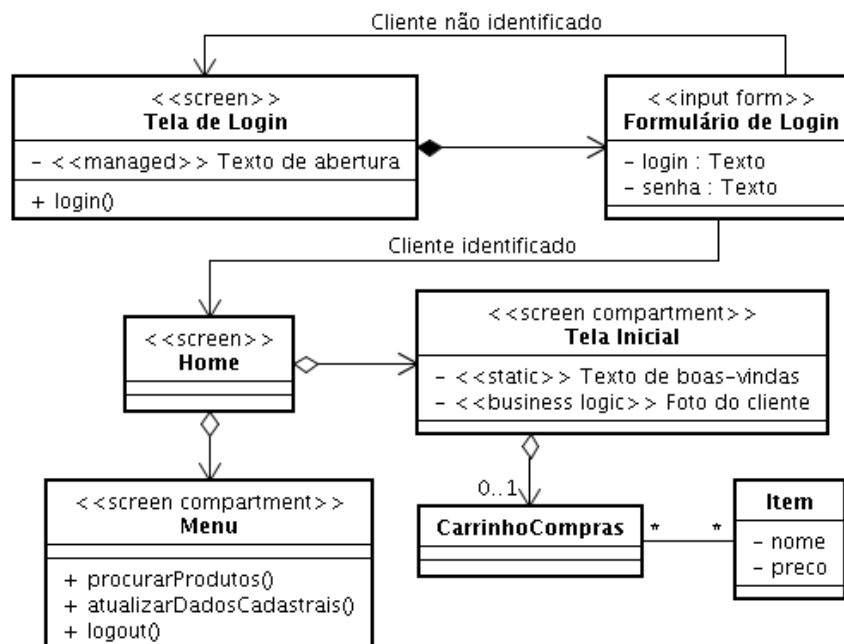 Cliente não identificado
<<screen>>
Tela de Login
- <<managed>> Texto de abertura
+ login()
<<input form>>
Formulário de Login
- login : Texto
- senha : Texto
Cliente identificado
<<screen>>
Home
<<screen compartment>>
Tela Inicial
- <<static>> Texto de boas-vindas
- <<business logic>> Foto do cliente
<<screen compartment>>
Menu
+ procurarProdutos()
+ atualizarDadosCadastrais()
+ logout()
0..1
CarrinhoCompras
* *
Item
- nome
- preco